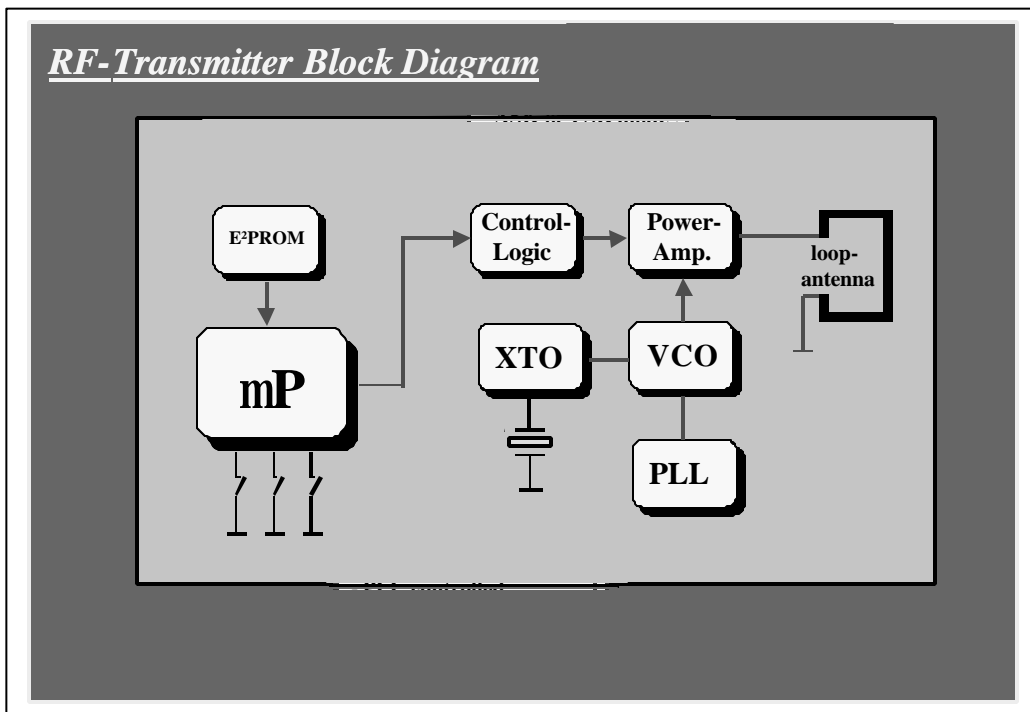 RF-Transmitter Block Diagram
E²PROM
Control-
Logic
Power-
Amp.
loop-
antenna
XTO
VCO
mP
PLL